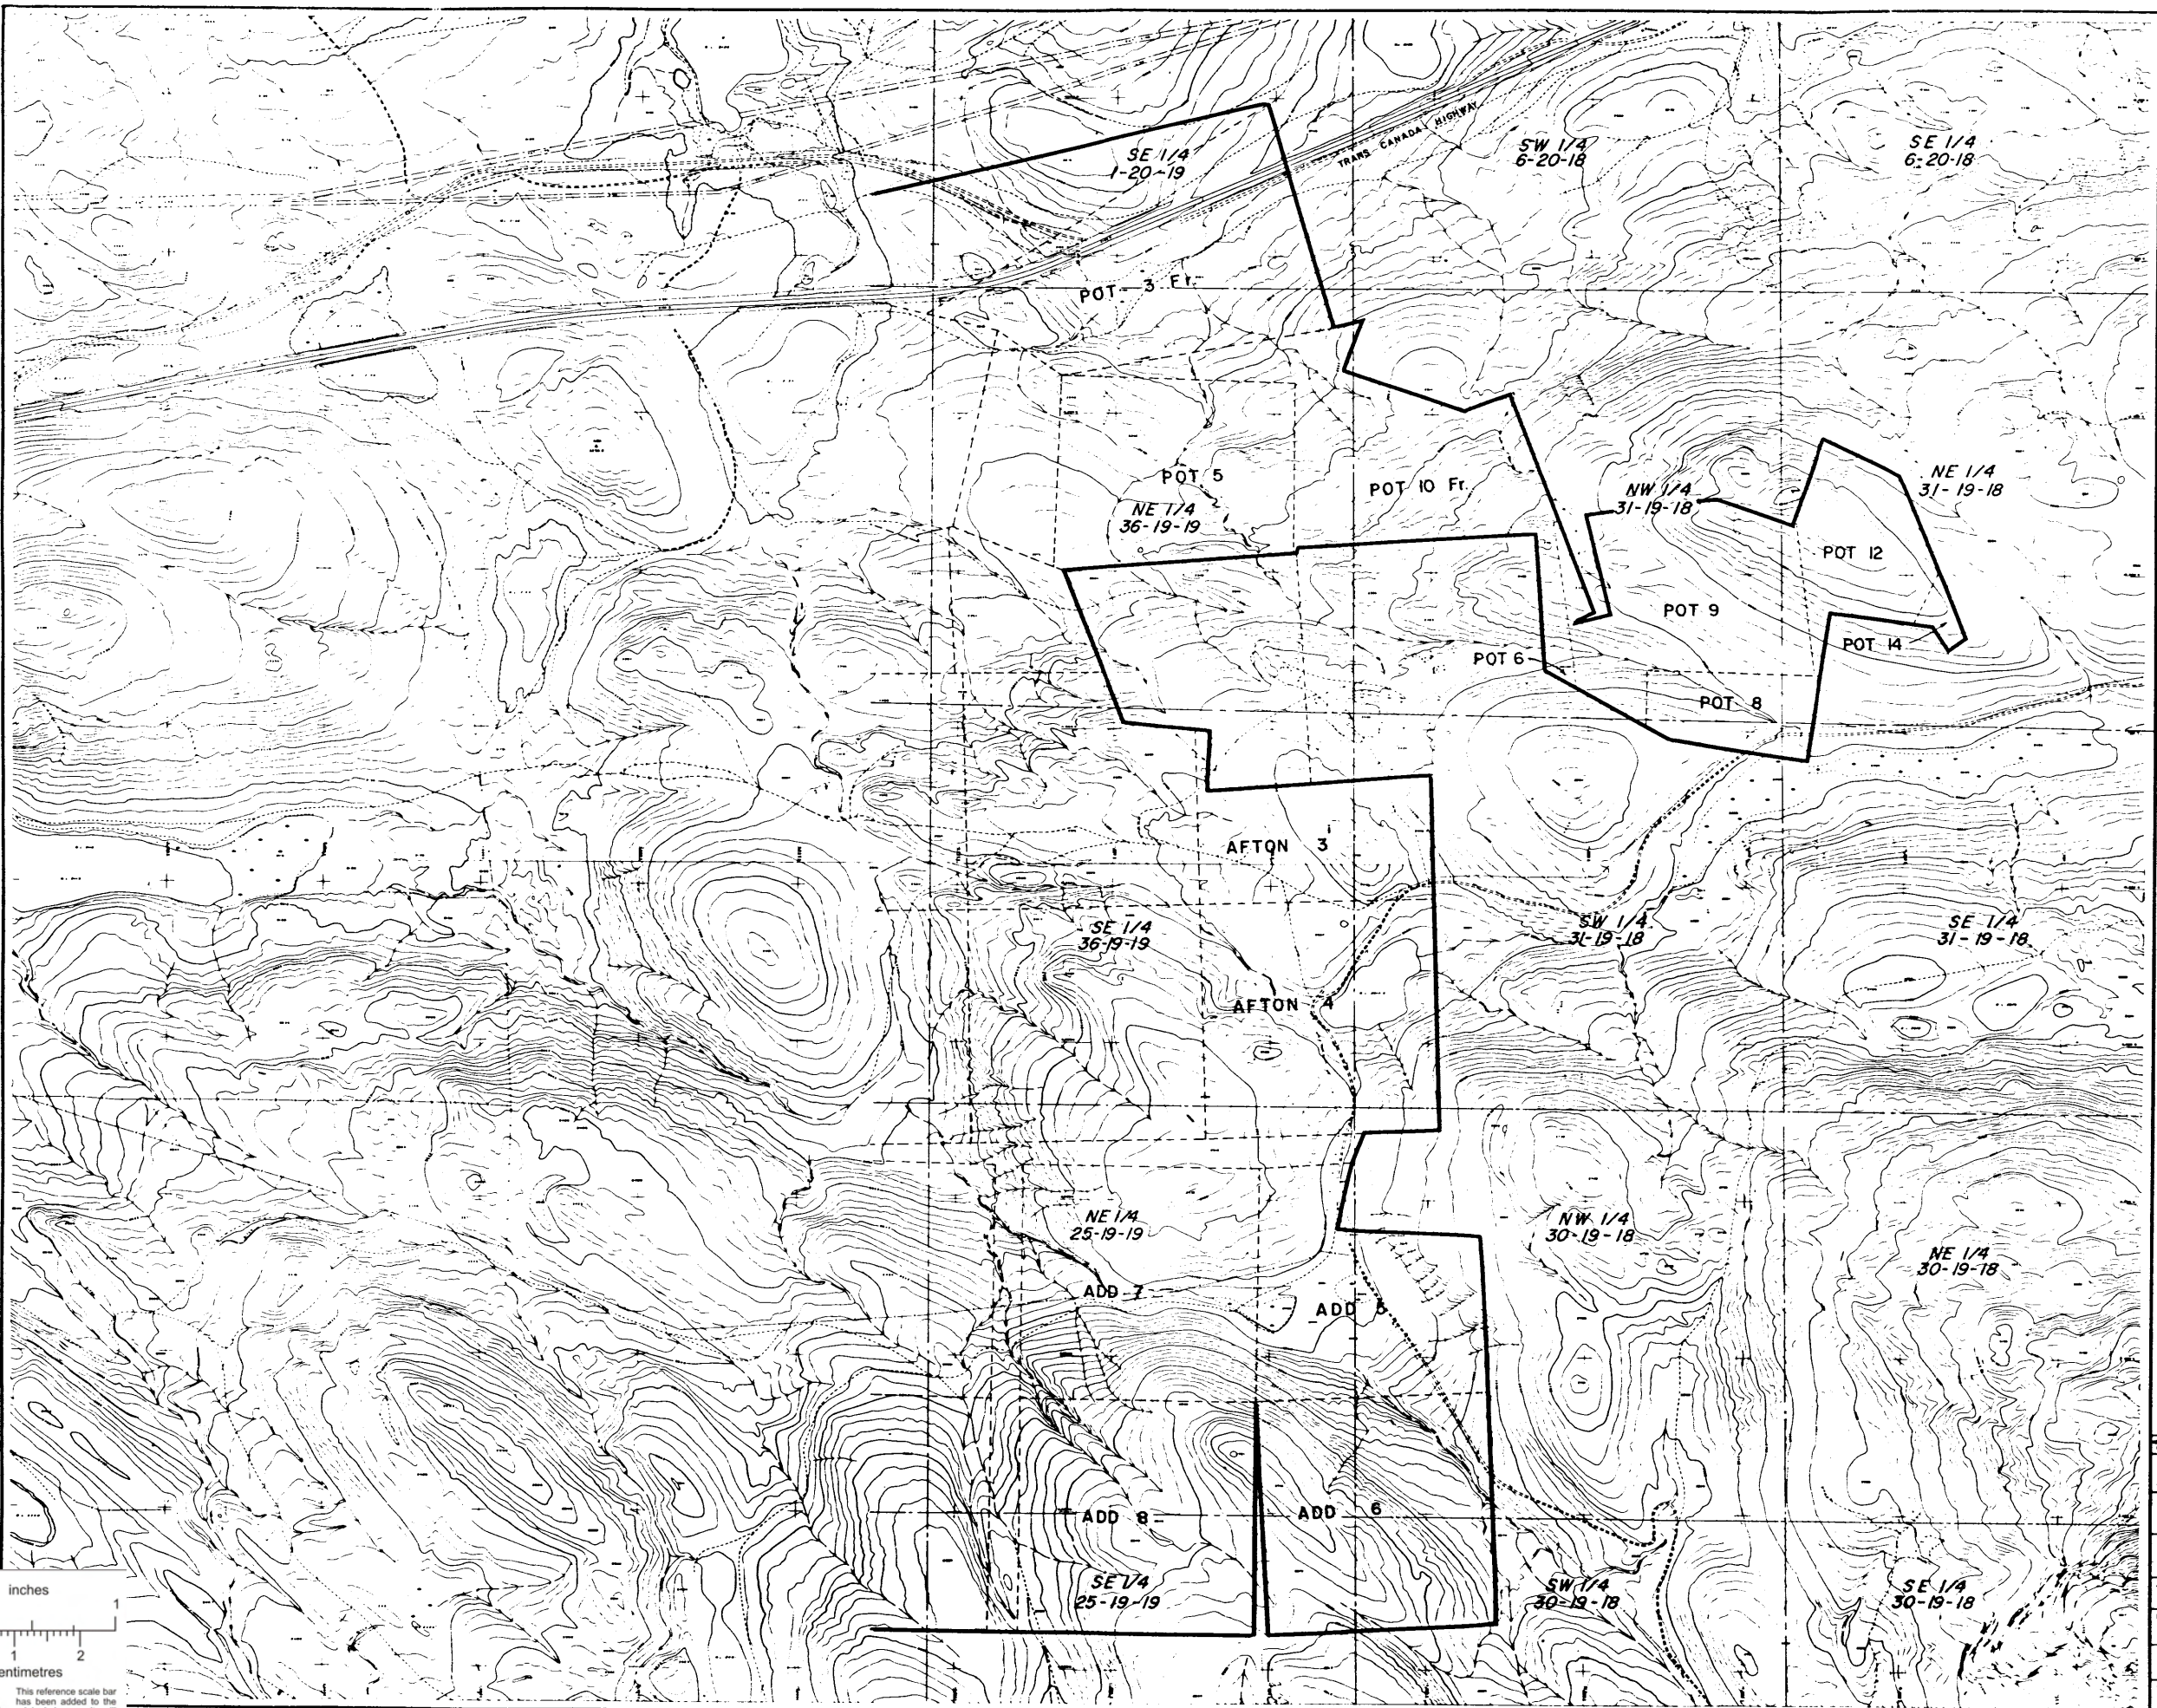 SE 1/4
1-20-19
TRANS CANADA HIGHWAY
SW 1/4
6-20-18
SE 1/4
6-20-18
POT 3 Fr.
POT 5
NE 1/4
36-19-19
POT 10 Fr.
NW 1/4
31-19-18
NE 1/4
31-19-18
POT 12
POT 9
POT 14
POT 6
POT 8
AFTON 3
SE 1/4
36-19-19
SW 1/4
31-19-18
SE 1/4
31-19-18
AFTON 4
NE 1/4
25-19-19
NW 1/4
30-19-18
NE 1/4
30-19-18
ADD 7
ADD 5
ADD 8
ADD 6
SE 1/4
25-19-19
SW 1/4
30-19-18
SE 1/4
30-19-18
inches
1
1 2
entimetres
This reference scale bar
has been added to the